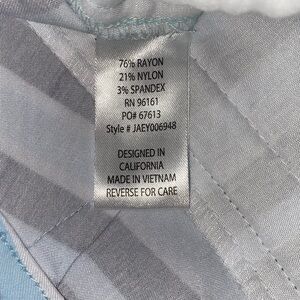 76% RAYON
21% NYLON
3% SPANDEX
RN 96161
PO# 67613
Style # JAEY006948
DESIGNED IN
CALIFORNIA
MADE IN VIETNAM
REVERSE FOR CARE